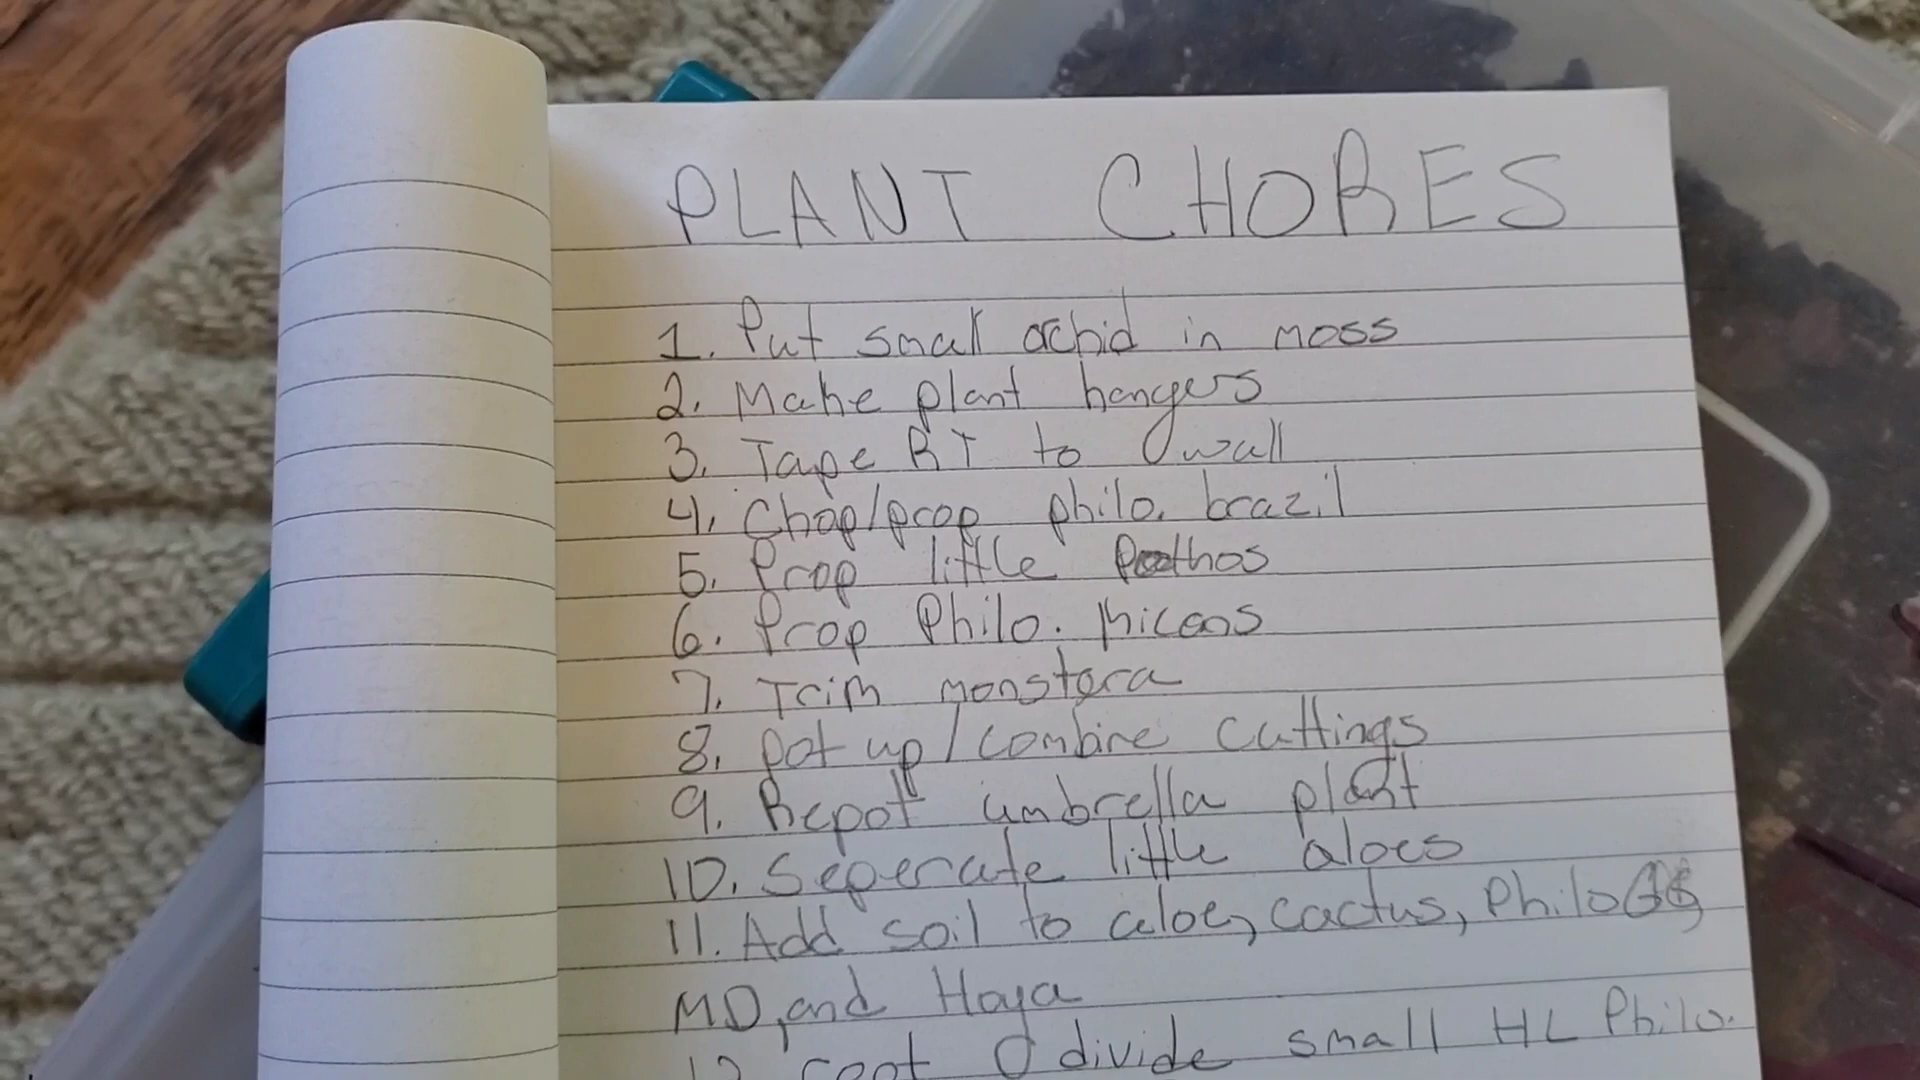 PLANT CHORES
1. Put small orchid in moss
2. Make plant hangers
3. Tape RT to wall
4. Chop/prop philo. brazil
5. Prop little Pothos
6. Prop Philo. Micans
7. Trim monstera
8. pot up/combine cuttings
9. Repot umbrella plant
10. Seperate little aloes
11. Add soil to aloe, cactus, Philo
MD, and Hoya
divide small HL Philo.